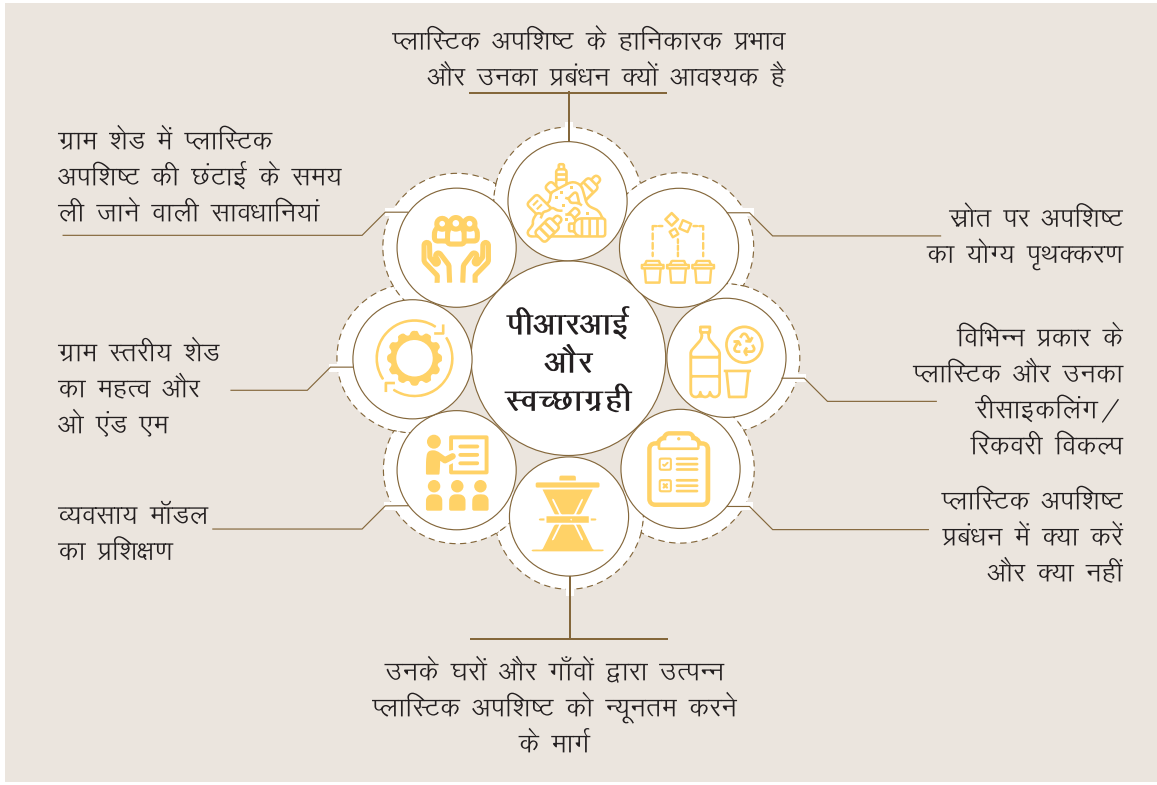 प्लास्टिक अपशिष्ट के हानिकारक प्रभाव
और उनका प्रबंधन क्यों आवश्यक है
ग्राम शेड में प्लास्टिक
अपशिष्ट की छंटाई के समय
ली जाने वाली सावधानियां
स्रोत पर अपशिष्ट
का योग्य पृथक्करण
पीआरआई
और
स्वच्छाग्रही
ग्राम स्तरीय शेड
का महत्व और
ओ एंड एम
विभिन्न प्रकार के
प्लास्टिक और उनका
रीसाइकलिंग/
रिकवरी विकल्प
व्यवसाय मॉडल
का प्रशिक्षण
प्लास्टिक अपशिष्ट
प्रबंधन में क्या करें
और क्या नहीं
उनके घरों और गाँवों द्वारा उत्पन्न
प्लास्टिक अपशिष्ट को न्यूनतम करने
के मार्ग